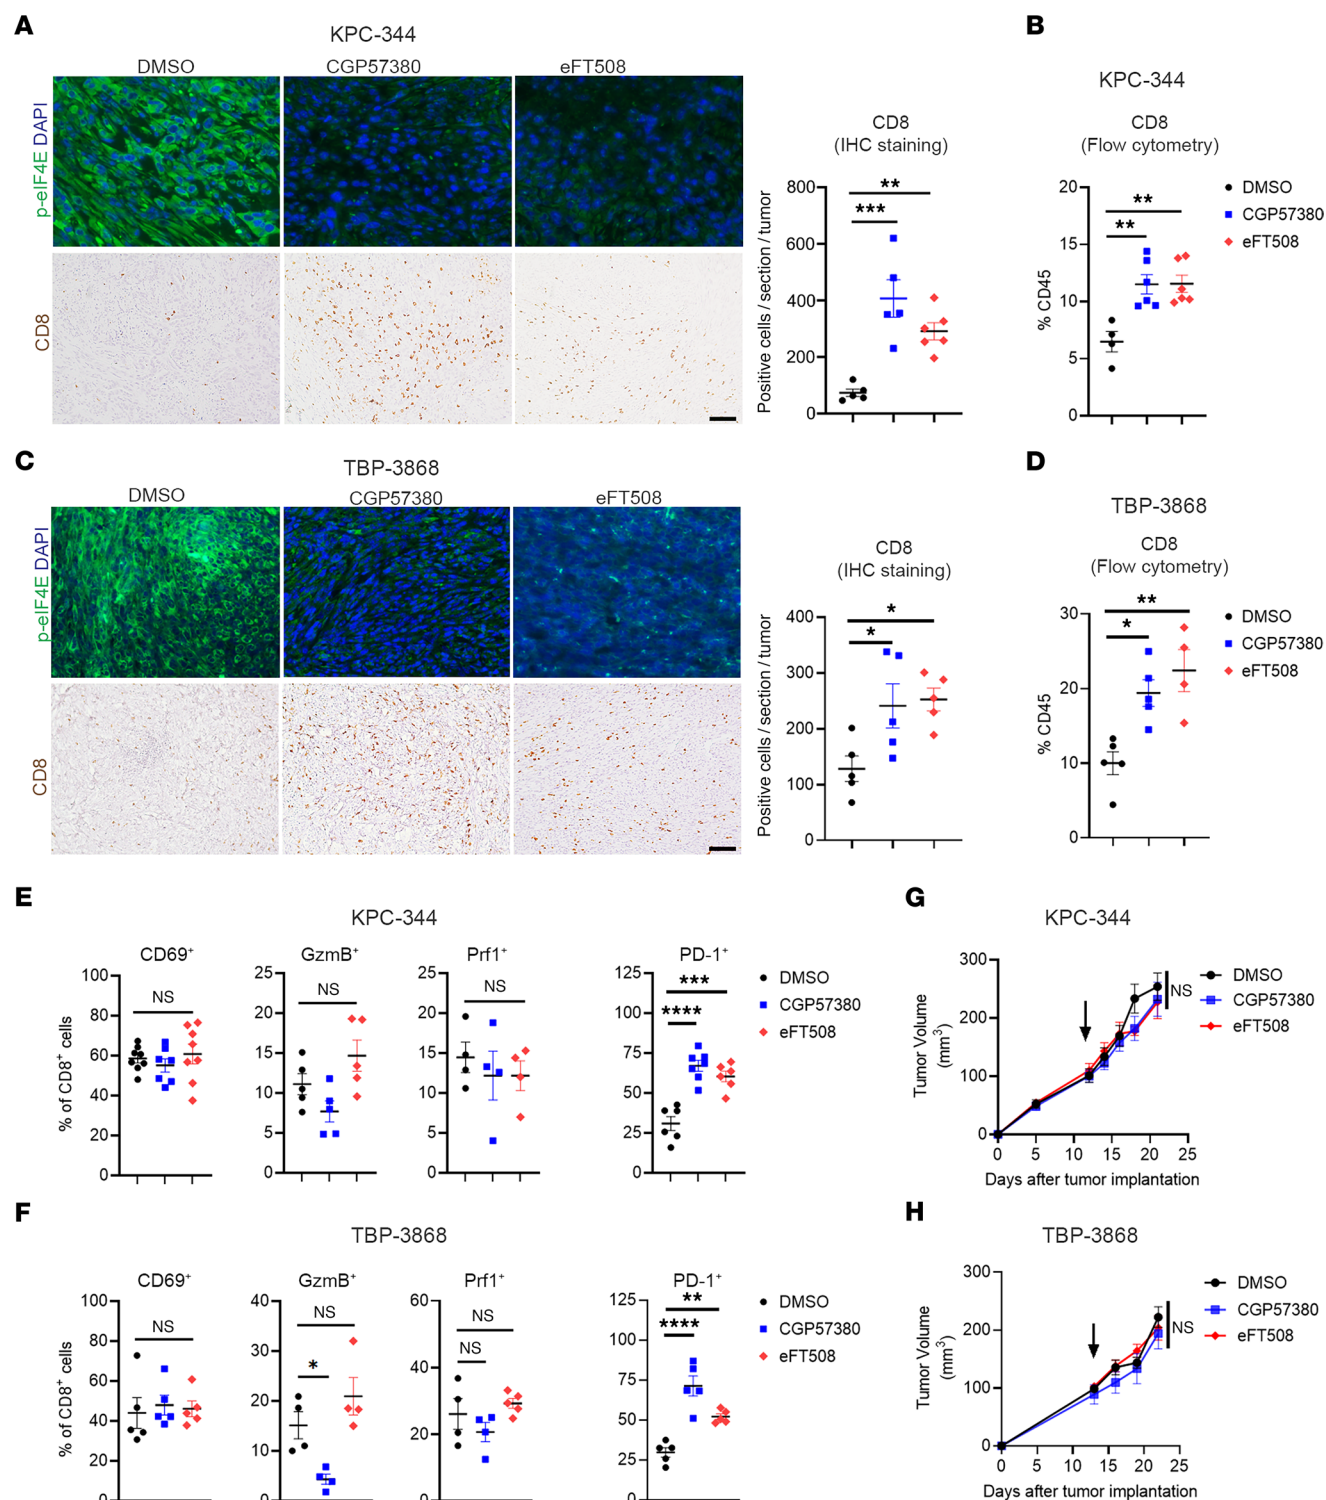 A
KPC-344
DMSO
CGP57380
eFT508
p-eIF4E DAPI
CD8
CD8
(IHC staining)
Positive cells / section / tumor
800
600
400
200
0
***
**
B
KPC-344
CD8
(Flow cytometry)
% CD45
20
15
10
5
0
**
**
DMSO
CGP57380
eFT508
C
TBP-3868
DMSO
CGP57380
eFT508
p-eIF4E DAPI
CD8
CD8
(IHC staining)
Positive cells / section / tumor
400
300
200
100
0
*
*
D
TBP-3868
CD8
(Flow cytometry)
% CD45
30
20
10
0
**
*
DMSO
CGP57380
eFT508
E
KPC-344
CD69+
% of CD8+ cells
100
80
60
40
20
0
NS
GzmB+
25
20
15
10
5
0
NS
Prf1+
25
20
15
10
5
0
NS
PD-1+
125
100
75
50
25
0
***
****
DMSO
CGP57380
eFT508
F
TBP-3868
CD69+
% of CD8+ cells
100
80
60
40
20
0
NS
GzmB+
40
30
20
10
0
NS
*
Prf1+
60
40
20
0
NS
NS
PD-1+
125
100
75
50
25
0
**
****
DMSO
CGP57380
eFT508
G
KPC-344
Tumor Volume
(mm3)
300
200
100
0
0 5 10 15 20 25
Days after tumor implantation
NS
DMSO
CGP57380
eFT508
H
TBP-3868
Tumor Volume
(mm3)
300
200
100
0
0 5 10 15 20 25
Days after tumor implantation
NS
DMSO
CGP57380
eFT508